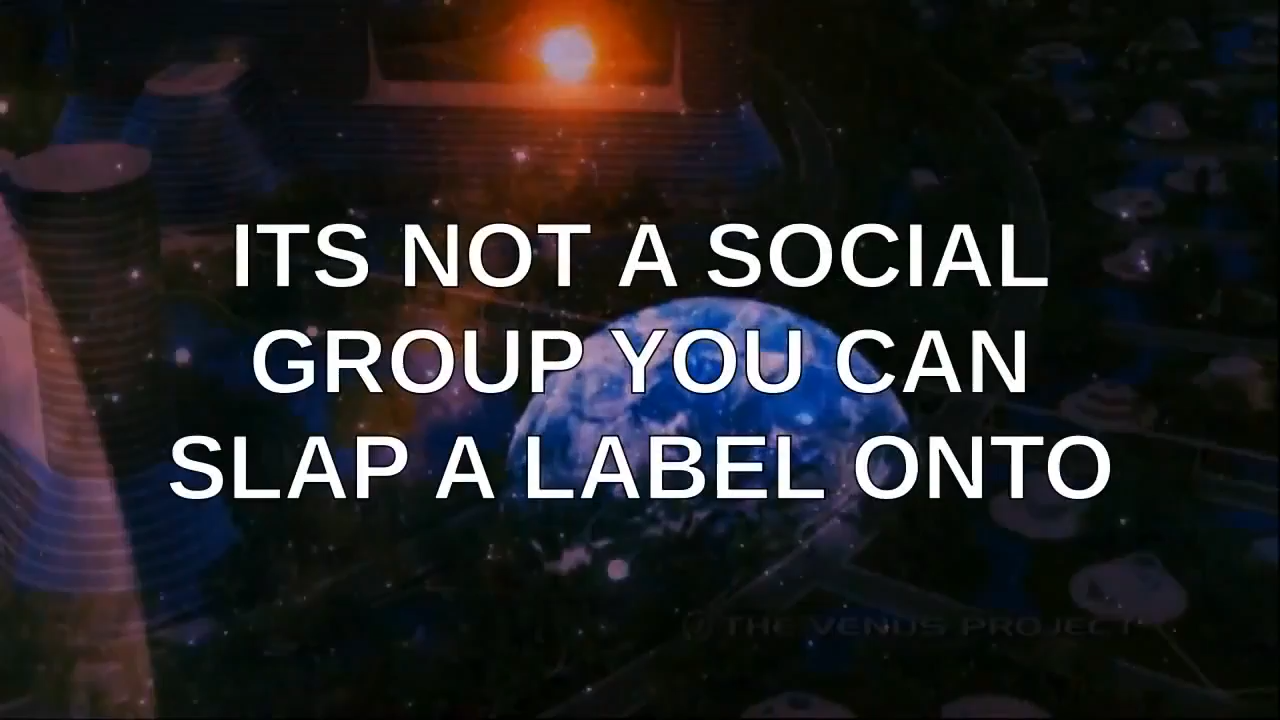 ITS NOT A SOCIAL
GROUP YOU CAN
SLAP A LABEL ONTO
THE VENUS PROJECT